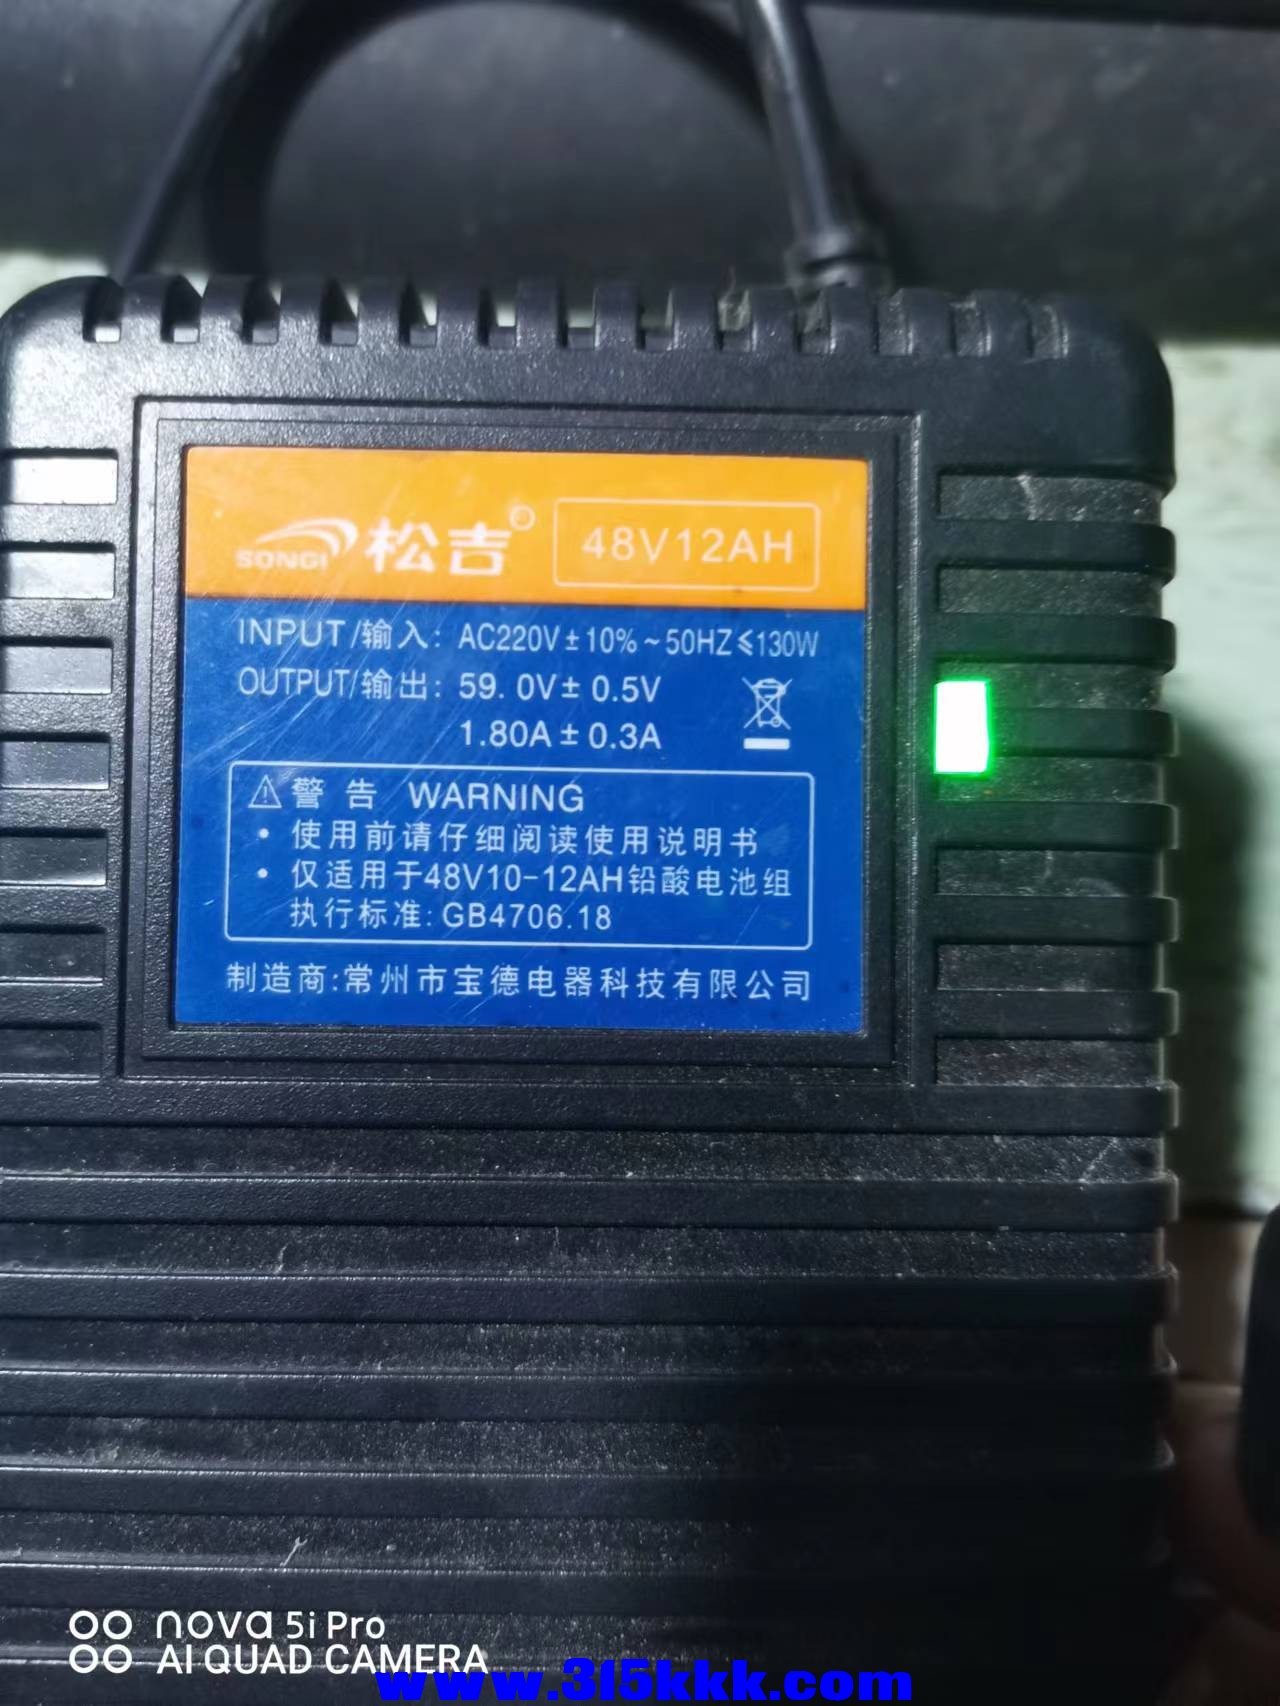 SONGI 松吉® 48V12AH
INPUT/输入: AC220V±10%~50HZ≤130W
OUTPUT/输出: 59.0V±0.5V
1.80A±0.3A
警告 WARNING
• 使用前请仔细阅读使用说明书
• 仅适用于48V10-12AH铅酸电池组
执行标准: GB4706.18
制造商:常州市宝德电器科技有限公司
nova 5i Pro
AI QUAD CAMERA
www.315kkk.com